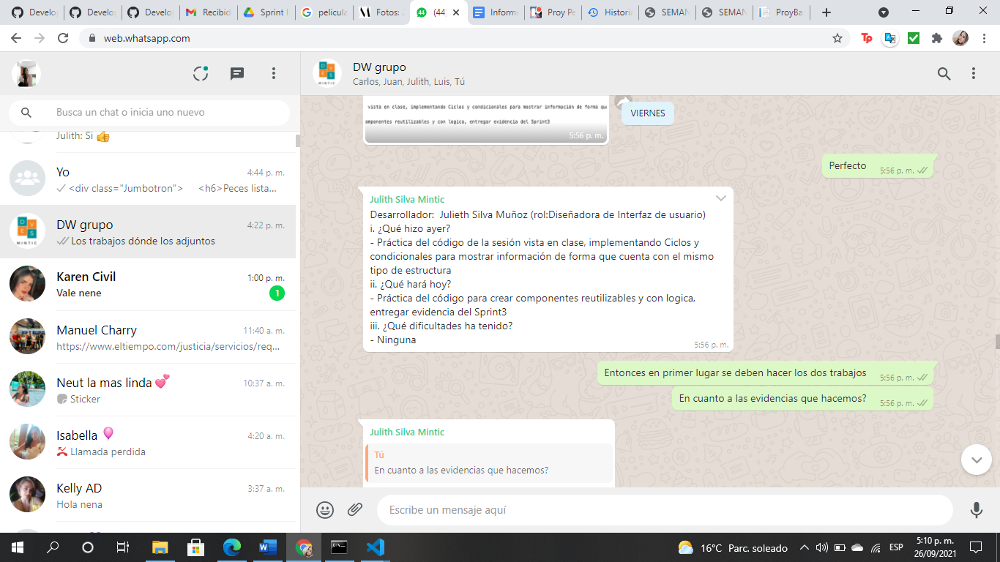 Develo
Develo
Develo
Recibid
Sprint
pelicula
Fotos: 2
44
(44)
Informe
Proy Pe
Historia
SEMAN
SEMAN
ProyBa
web.whatsapp.com
Busca un chat o inicia uno nuevo
Julith: Si 👍
Yo
4:44 p. m.
<div class="Jumbotron"> <h6>Peces lista...
DW grupo
4:22 p. m.
Los trabajos dónde los adjuntos
Karen Civil
1:00 p. m.
Vale nene
1
Manuel Charry
11:40 a. m.
https://www.eltiempo.com/justicia/servicios/req...
Neut la mas linda 💕
10:37 a. m.
Sticker
Isabella 🎈
4:20 a. m.
Llamada perdida
Kelly AD
3:37 a. m.
Hola nena
DW grupo
Carlos, Juan, Julith, Luis, Tú
VIERNES
vista en clase, implementando Ciclos y condicionales para mostrar información de forma qu
omponentes reutilizables y con logica, entregar evidencia del Sprint3
5:56 p. m.
Perfecto
5:56 p. m.
Julith Silva Mintic
Desarrollador:  Julieth Silva Muñoz (rol:Diseñadora de Interfaz de usuario)
i. ¿Qué hizo ayer?
- Práctica del código de la sesión vista en clase, implementando Ciclos y
condicionales para mostrar información de forma que cuenta con el mismo
tipo de estructura
ii. ¿Qué hará hoy?
- Práctica del código para crear componentes reutilizables y con logica,
entregar evidencia del Sprint3
iii. ¿Qué dificultades ha tenido?
- Ninguna
5:56 p. m.
Entonces en primer lugar se deben hacer los dos trabajos
5:56 p. m.
En cuanto a las evidencias que hacemos?
5:56 p. m.
Julith Silva Mintic
Tú
En cuanto a las evidencias que hacemos?
Escribe un mensaje aquí
16°C Parc. soleado
ESP
5:10 p. m.
26/09/2021